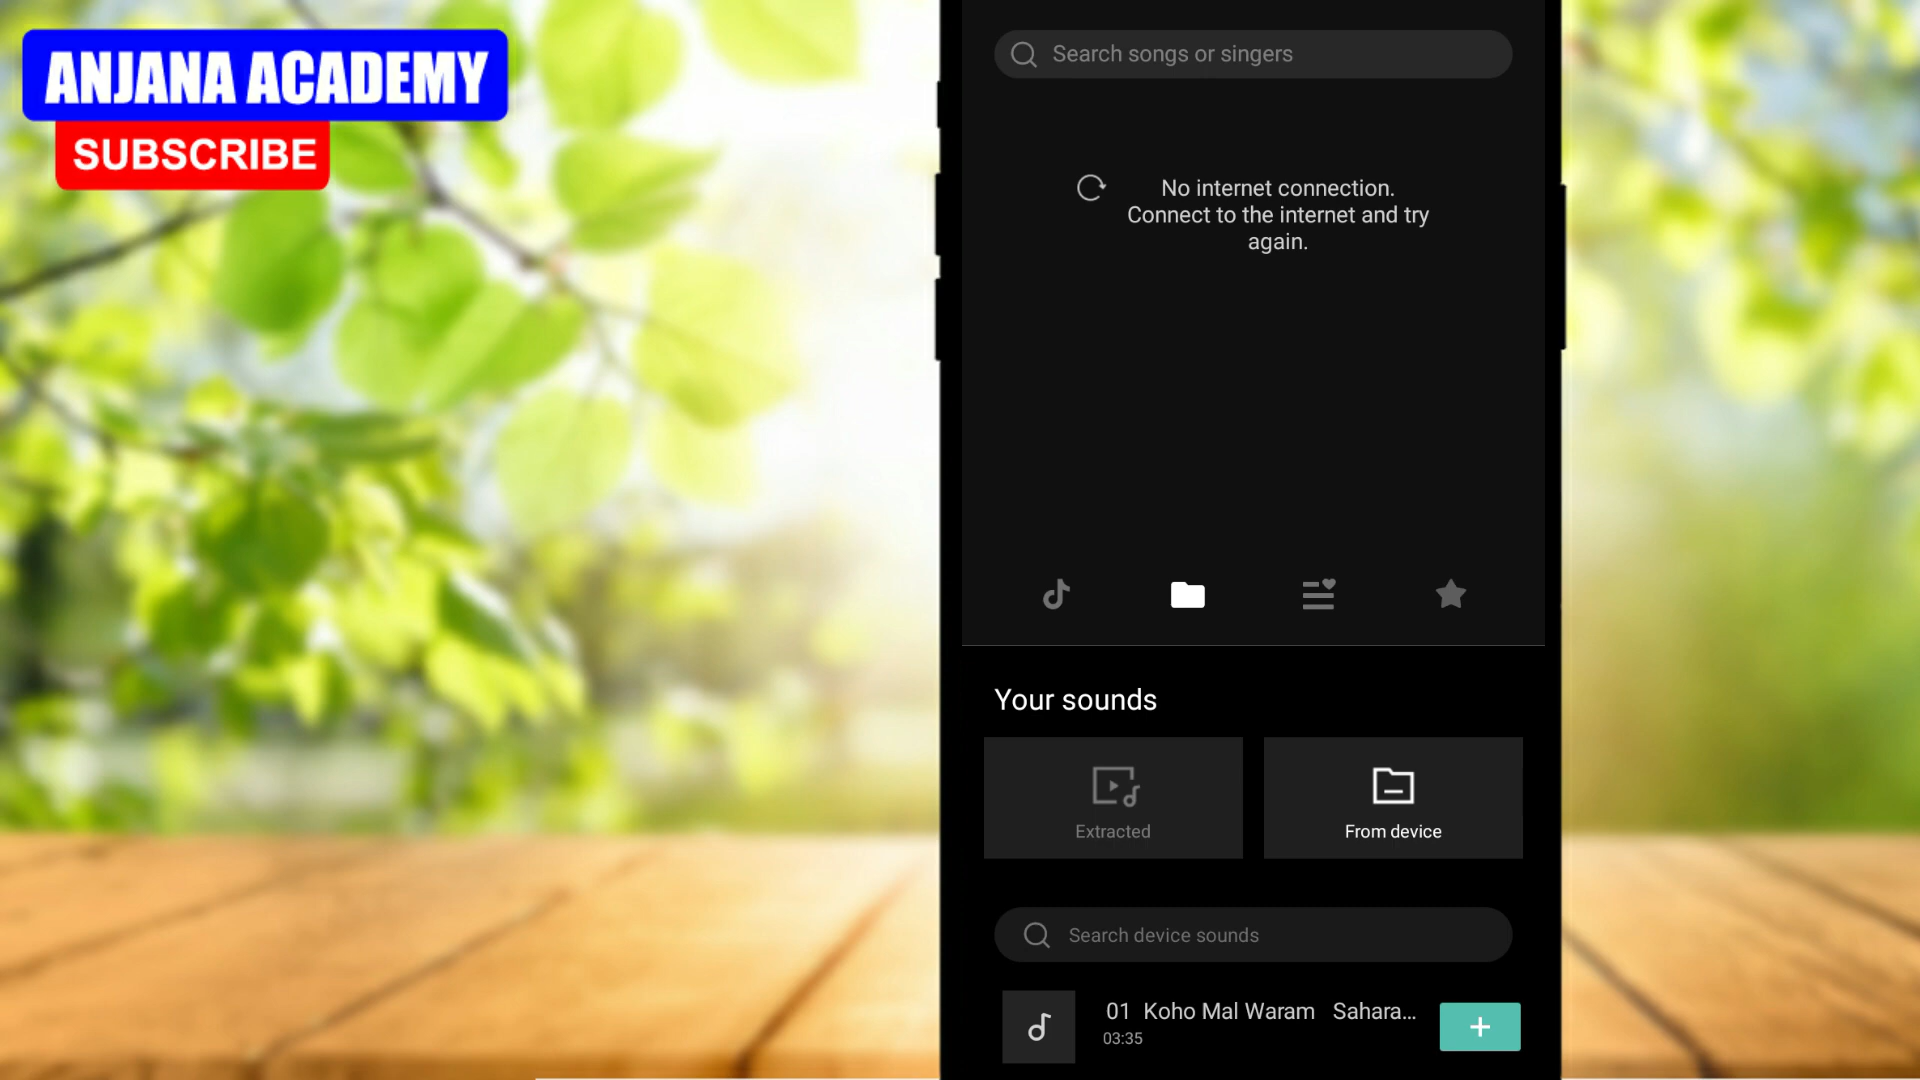 ANJANA ACADEMY
SUBSCRIBE
Search songs or singers
No internet connection.
Connect to the internet and try
again.
Your sounds
Extracted
From device
Search device sounds
01 Koho Mal Waram Sahara...
03:35